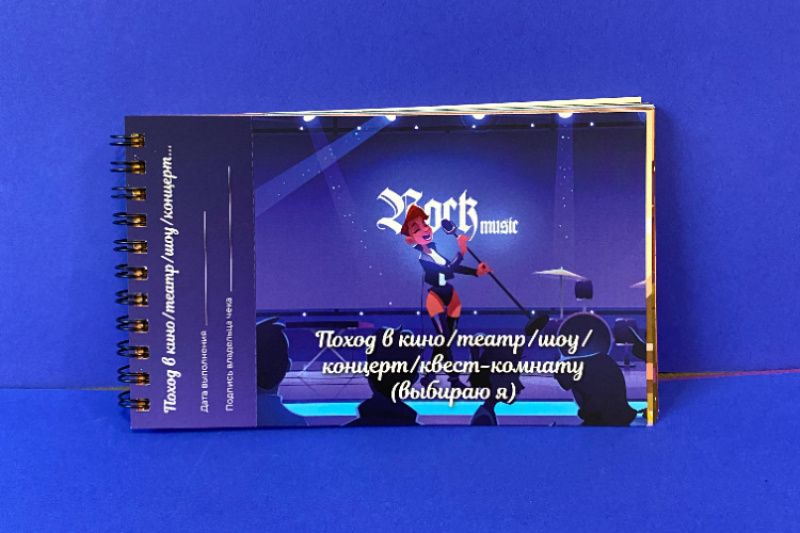 Поход в кино/театр/шоу/концерт...
Дата выполнения
Подпись владельца чека
Rock
music
Поход в кино/театр/шоу/
концерт/квест-комнату
(выбираю я)